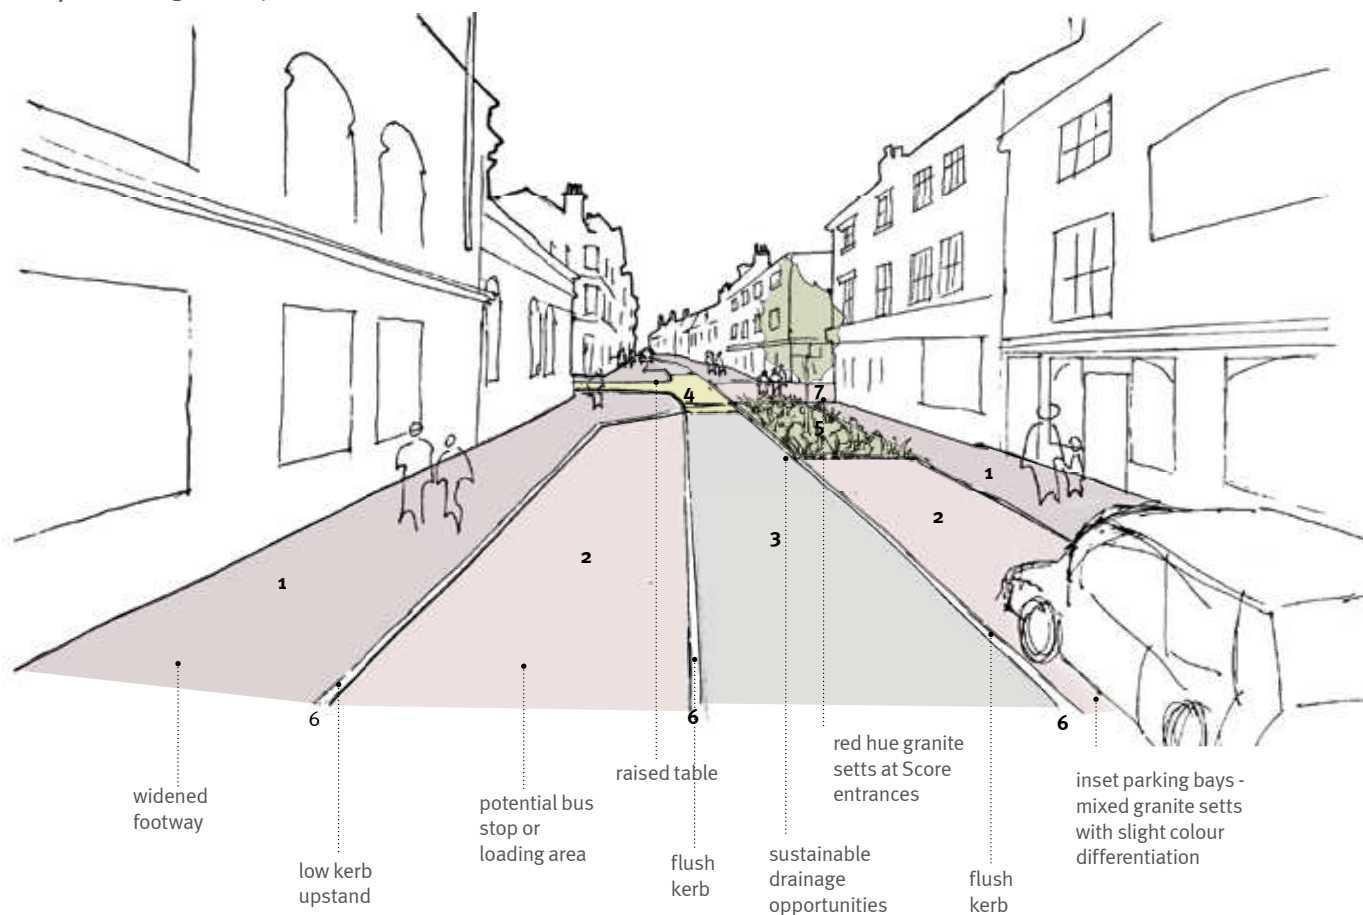 4
7
5
1
2
3
2
1
6
6
6
widened
footway
low kerb
upstand
potential bus
stop or
loading area
raised table
flush
kerb
sustainable
drainage
opportunities
red hue granite
setts at Score
entrances
flush
kerb
inset parking bays -
mixed granite setts
with slight colour
differentiation